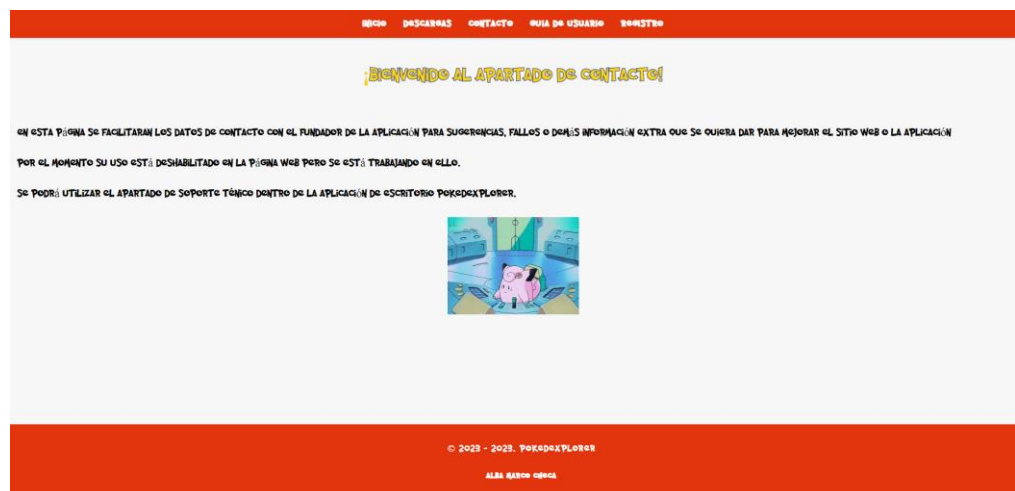 INICIO DESCARGAS CONTACTO GUIA DE USUARIO REGISTRO
¡BIENVENIDO AL APARTADO DE CONTACTO!
EN ESTA PÁGINA SE FACILITARAN LOS DATOS DE CONTACTO CON EL FUNDADOR DE LA APLICACIÓN PARA SUGERENCIAS, FALLOS O DEMÁS INFORMACIÓN EXTRA QUE SE QUIERA DAR PARA MEJORAR EL SITIO WEB O LA APLICACIÓN
POR EL MOMENTO SU USO ESTÁ DESHABILITADO EN LA PÁGINA WEB PERO SE ESTÁ TRABAJANDO EN ELLO.
SE PODRÁ UTILIZAR EL APARTADO DE SOPORTE TÉNICO DENTRO DE LA APLICACIÓN DE ESCRITORIO POKEDEXPLORER.
© 2023 - 2023. POKEDEXPLORER
ALBA MARCO CHECA